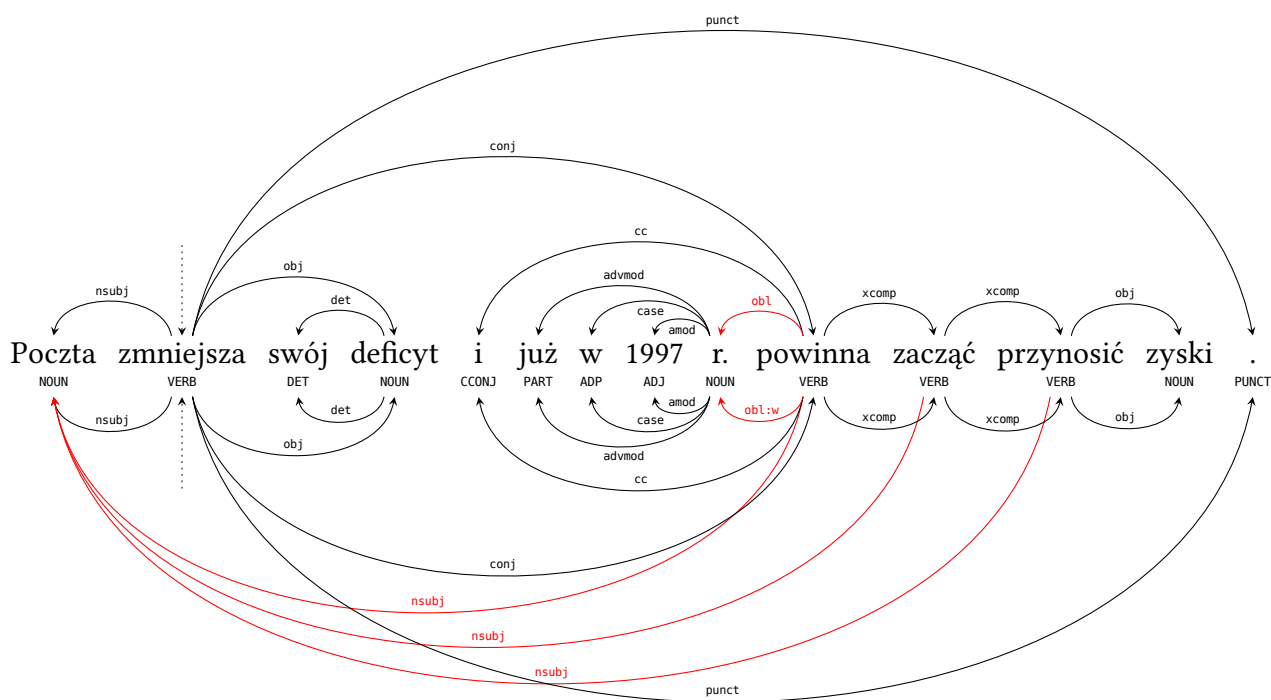 punct
conj
cc
nsubj obj det advmod case amod obl xcomp xcomp obj
Poczta zmniejsza swój deficyt i już w 1997 r. powinna zacząć przynosić zyski .
NOUN VERB DET NOUN CCONJ PART ADP ADJ NOUN VERB VERB VERB NOUN PUNCT
nsubj det obj amod case advmod obl:w xcomp xcomp obj
cc
conj
nsubj
nsubj
nsubj
punct